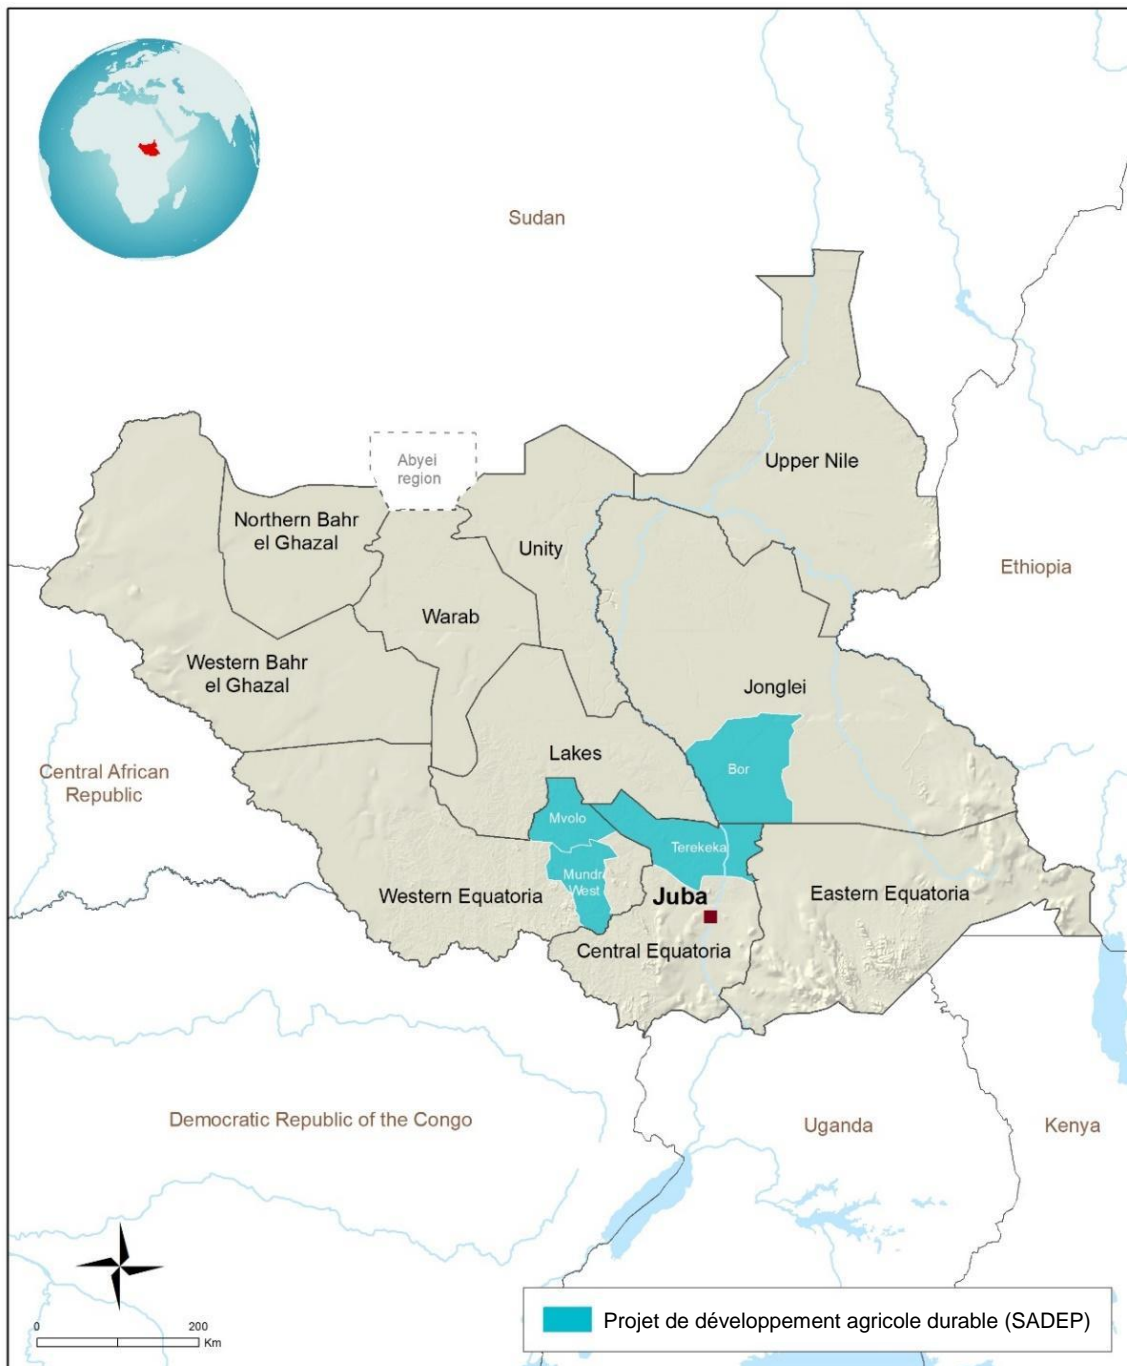 Sudan
Upper Nile
Abyei
region
Northern Bahr
el Ghazal
Unity
Ethiopia
Warab
Western Bahr
el Ghazal
Jonglei
Lakes
Bor
Central African
Republic
Mvolo
Terekeka
Mundr
West
Western Equatoria
Juba
Eastern Equatoria
Central Equatoria
Democratic Republic of the Congo
Uganda
Kenya
0 200
Km
Projet de développement agricole durable (SADEP)